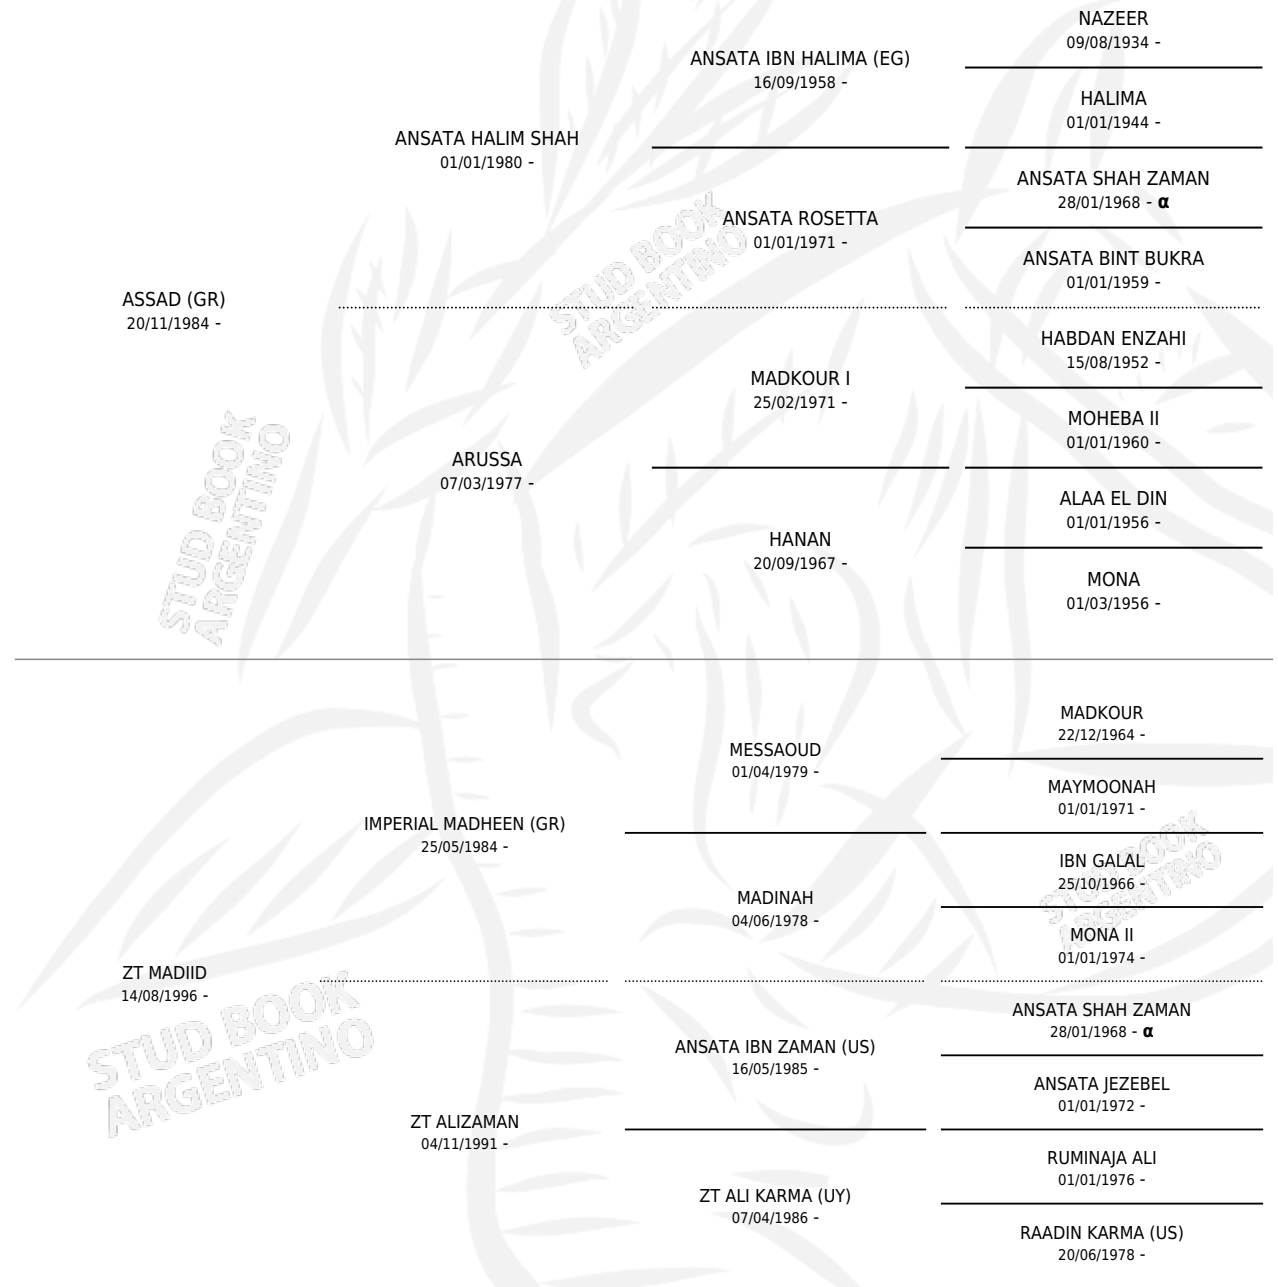 NAZEER
09/08/1934 -
ANSATA IBN HALIMA (EG)
16/09/1958 -
HALIMA
01/01/1944 -
ANSATA HALIM SHAH
01/01/1980 -
ANSATA SHAH ZAMAN
28/01/1968 - α
ANSATA ROSETTA
01/01/1971 -
ANSATA BINT BUKRA
01/01/1959 -
ASSAD (GR)
20/11/1984 -
HABDAN ENZAHI
15/08/1952 -
MADKOUR I
25/02/1971 -
MOHEBA II
01/01/1960 -
ARUSSA
07/03/1977 -
ALAA EL DIN
01/01/1956 -
HANAN
20/09/1967 -
MONA
01/03/1956 -
MADKOUR
22/12/1964 -
MESSAOUD
01/04/1979 -
MAYMOONAH
01/01/1971 -
IMPERIAL MADHEEN (GR)
25/05/1984 -
IBN GALAL
25/10/1966 -
MADINAH
04/06/1978 -
MONA II
01/01/1974 -
ZT MADIID
14/08/1996 -
ANSATA SHAH ZAMAN
28/01/1968 - α
ANSATA IBN ZAMAN (US)
16/05/1985 -
ANSATA JEZEBEL
01/01/1972 -
ZT ALIZAMAN
04/11/1991 -
RUMINAJA ALI
01/01/1976 -
ZT ALI KARMA (UY)
07/04/1986 -
RAADIN KARMA (US)
20/06/1978 -
STUD BOOK
ARGENTINO
STUD BOOK
ARGENTINO
STUD BOOK
ARGENTINO
STUD BOOK
ARGENTINO